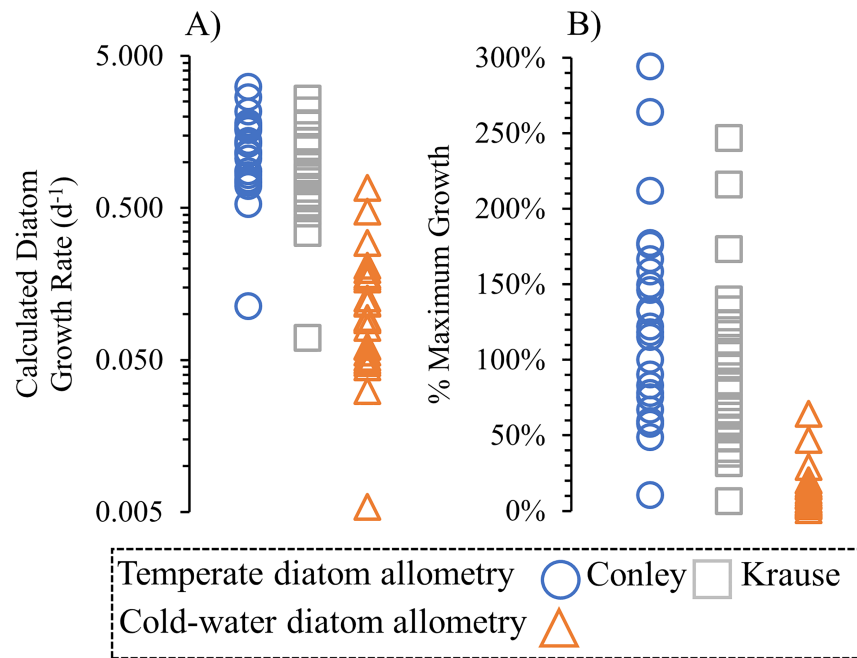 A)
5.000
0.500
0.050
0.005
Calculated Diatom
Growth Rate (d-1)
B)
300%
250%
200%
150%
100%
50%
0%
% Maximum Growth
Temperate diatom allometry Conley Krause
Cold-water diatom allometry